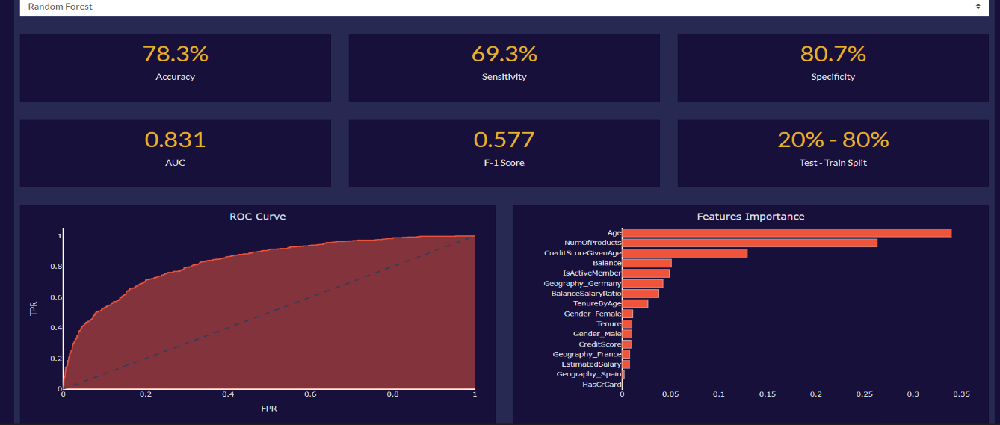 Random Forest
78.3%
Accuracy
69.3%
Sensitivity
80.7%
Specificity
0.831
AUC
0.577
F-1 Score
20% - 80%
Test - Train Split
ROC Curve
1
0.8
0.6
0.4
0.2
0
TPR
0 0.2 0.4 0.6 0.8 1
FPR
Features Importance
Age
NumOfProducts
CreditScoreGivenAge
Balance
IsActiveMember
Geography_Germany
BalanceSalaryRatio
TenureByAge
Gender_Female
Tenure
Gender_Male
CreditScore
Geography_France
EstimatedSalary
Geography_Spain
HasCrCard
0 0.05 0.1 0.15 0.2 0.25 0.3 0.35